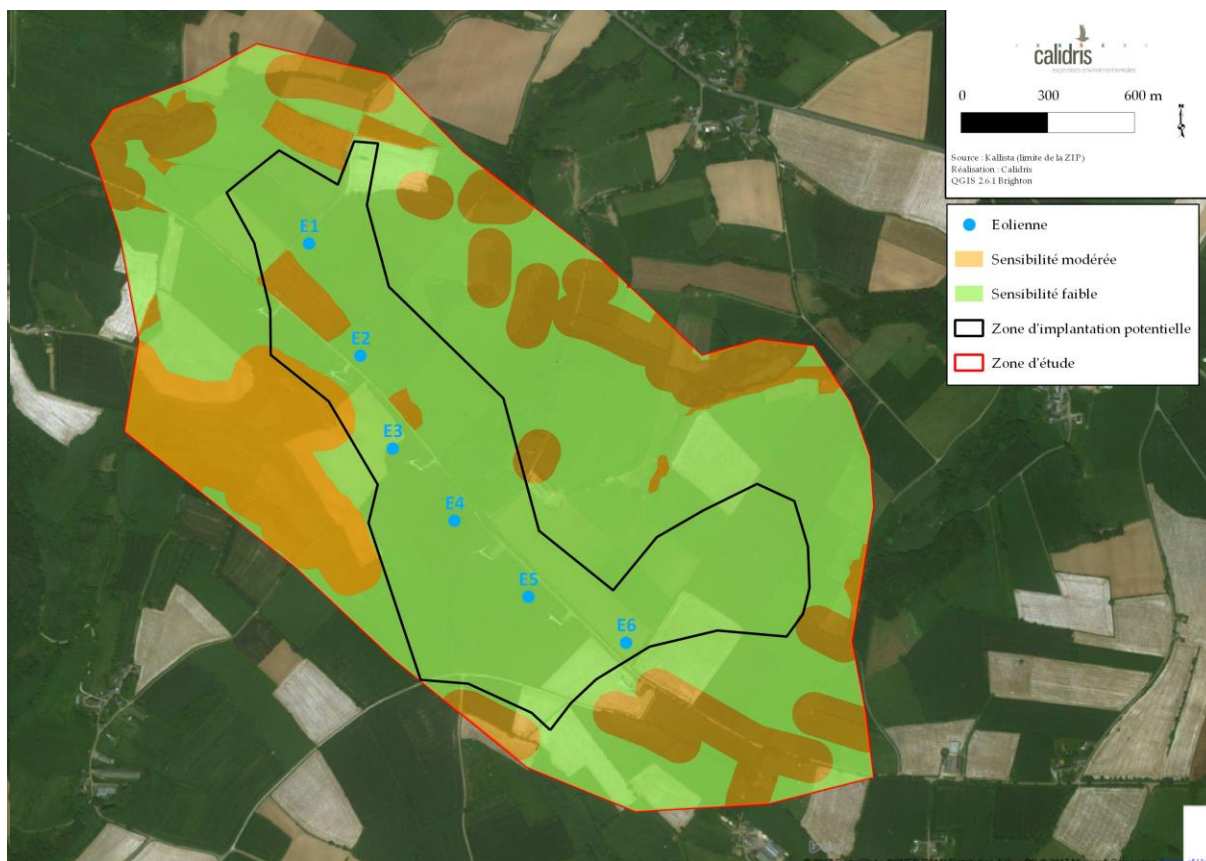 calidris
expertises environnementales
0 300 600 m
N
S
Source : Kallista (limite de la ZIP)
Réalisation : Calidris
QGIS 2.6.1 Brighton
Eolienne
Sensibilité modérée
Sensibilité faible
Zone d'implantation potentielle
Zone d'étude
E1
E2
E3
E4
E5
E6